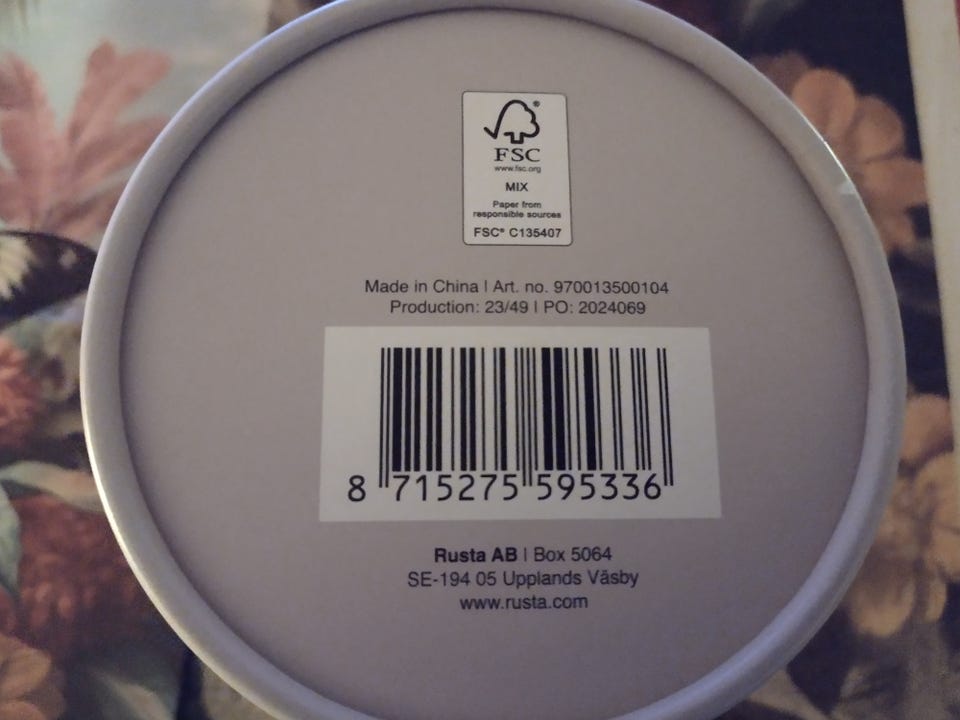 FSC®
www.fsc.org
MIX
Paper from
responsible sources
FSC® C135407
Made in China | Art. no. 970013500104
Production: 23/49 | PO: 2024069
8 715275 595336
Rusta AB | Box 5064
SE-194 05 Upplands Väsby
www.rusta.com